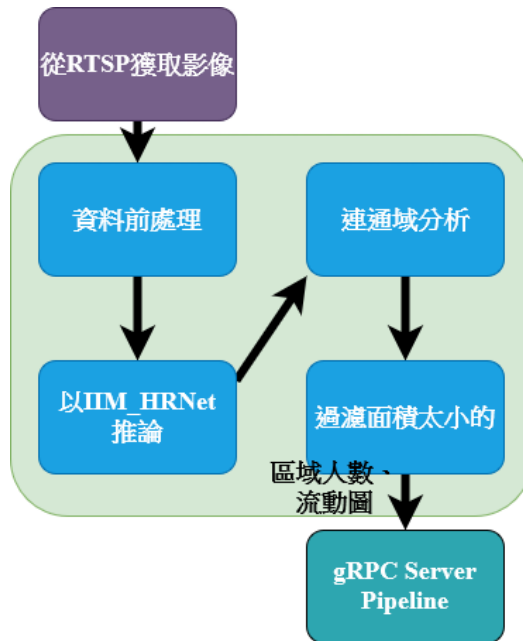 從RTSP獲取影像
資料前處理
以IIM_HRNet
推論
連通域分析
過濾面積太小的
區域人數、
流動圖
gRPC Server
Pipeline